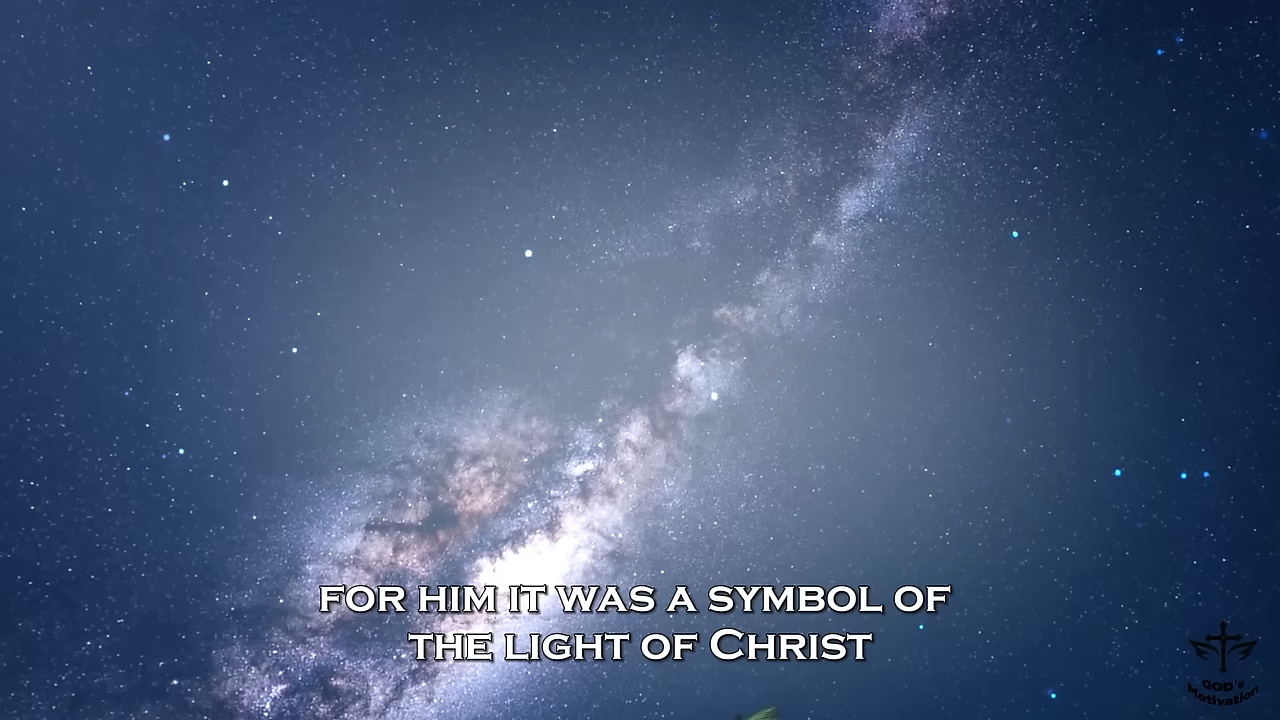 FOR HIM IT WAS A SYMBOL OF
THE LIGHT OF CHRIST
GOD's
Motivation